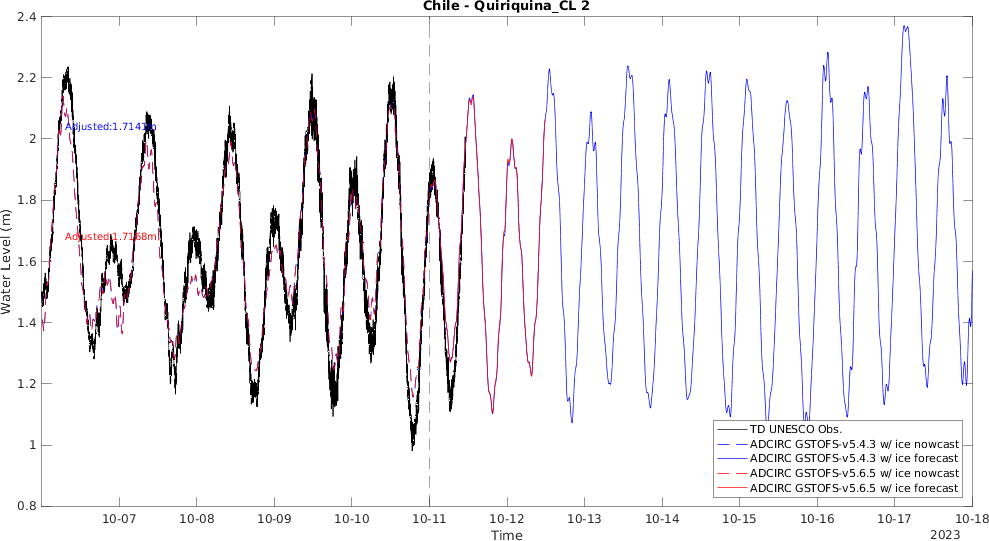 Chile - Quiriquina_CL 2
2.4
2.2
2
1.8
1.6
1.4
1.2
1
0.8
Water Level (m)
Adjusted:1.7141m
Adjusted:1.7168m
TD UNESCO Obs.
ADCIRC GSTOFS-v5.4.3 w/ ice nowcast
ADCIRC GSTOFS-v5.4.3 w/ ice forecast
ADCIRC GSTOFS-v5.6.5 w/ ice nowcast
ADCIRC GSTOFS-v5.6.5 w/ ice forecast
10-07 10-08 10-09 10-10 10-11 10-12 10-13 10-14 10-15 10-16 10-17 10-18
Time
2023